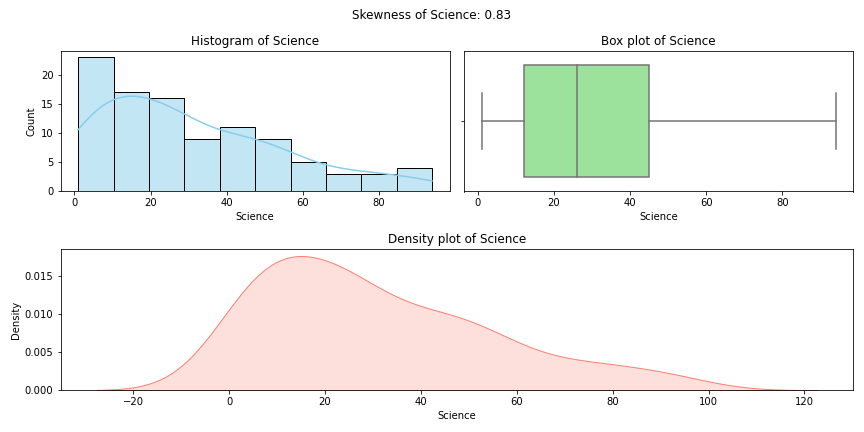 Skewness of Science: 0.83
Histogram of Science
20
15
10
5
0
Count
0 20 40 60 80
Science
Box plot of Science
0 20 40 60 80
Science
Density plot of Science
0.015
0.010
0.005
0.000
Density
−20 0 20 40 60 80 100 120
Science